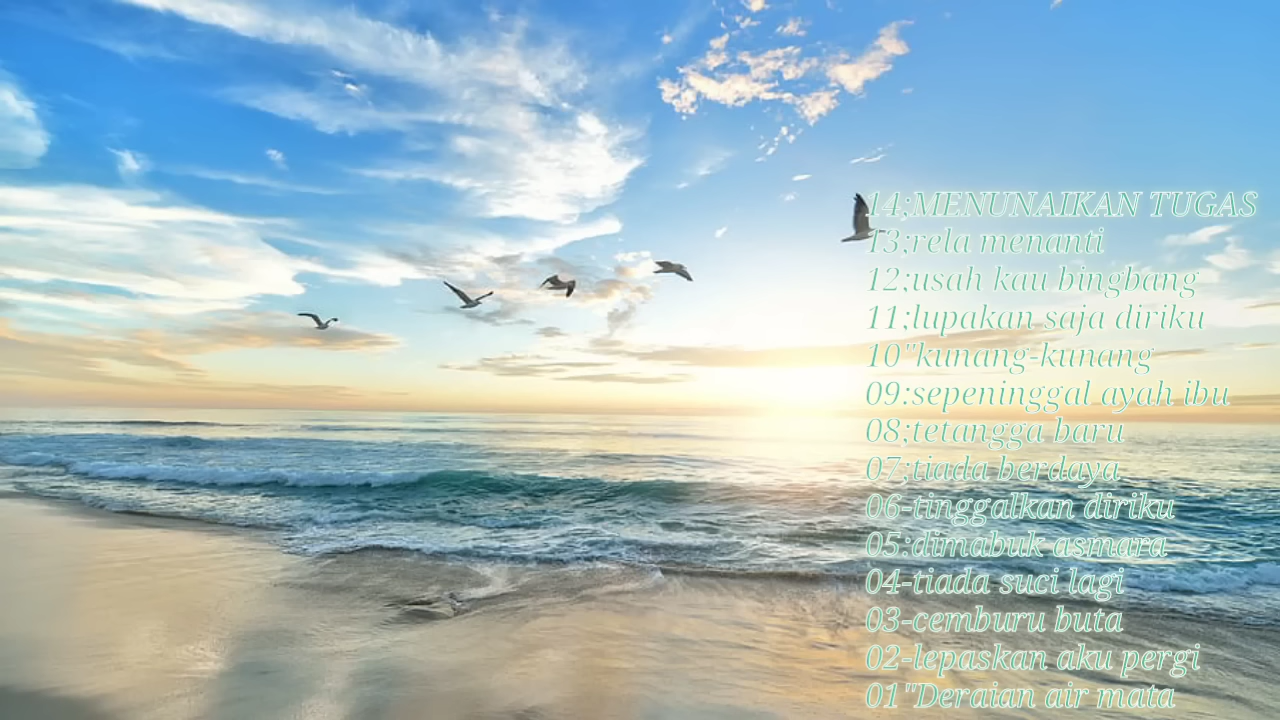 14;MENUNAIKAN TUGAS
13;rela menanti
12;usah kau bingbang
11;lupakan saja diriku
10"kunang-kunang
09:sepeninggal ayah ibu
08;tetangga baru
07;tiada berdaya
06-tinggalkan diriku
05:dimabuk asmara
04-tiada suci lagi
03-cemburu buta
02-lepaskan aku pergi
01"Deraian air mata